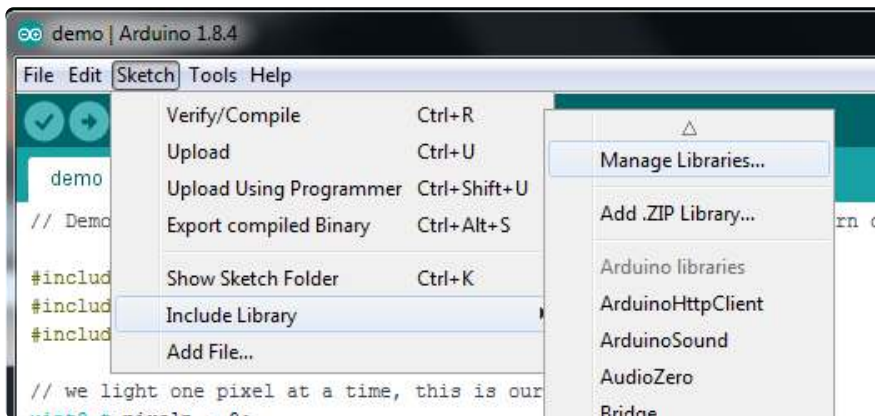 demo | Arduino 1.8.4
File Edit Sketch Tools Help
Verify/Compile Ctrl+R
Upload Ctrl+U
Upload Using Programmer Ctrl+Shift+U
Export compiled Binary Ctrl+Alt+S
Show Sketch Folder Ctrl+K
Include Library
Add File...
Manage Libraries...
Add .ZIP Library...
Arduino libraries
ArduinoHttpClient
ArduinoSound
AudioZero
Bridge
demo
// Demo
#includ
#includ
#includ
// we light one pixel at a time, this is our